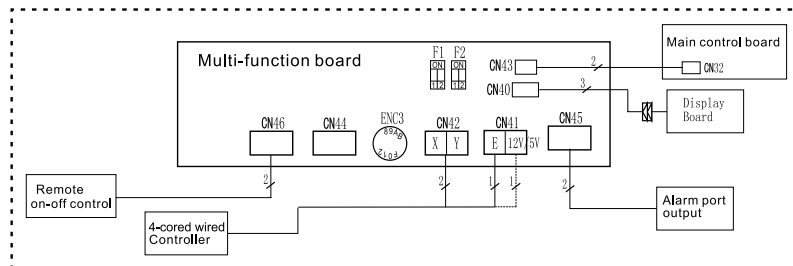 Multi-function board
F1 F2
ON ON
1 2 1 2
CN43
2
Main control board
CN32
CN40
3
Display
Board
CN46
CN44
ENC3
89AB
F012
CN42
X Y
CN41
E 12V/5V
CN45
2
2
1
1
2
Remote
on-off control
4-cored wired
Controller
Alarm port
output